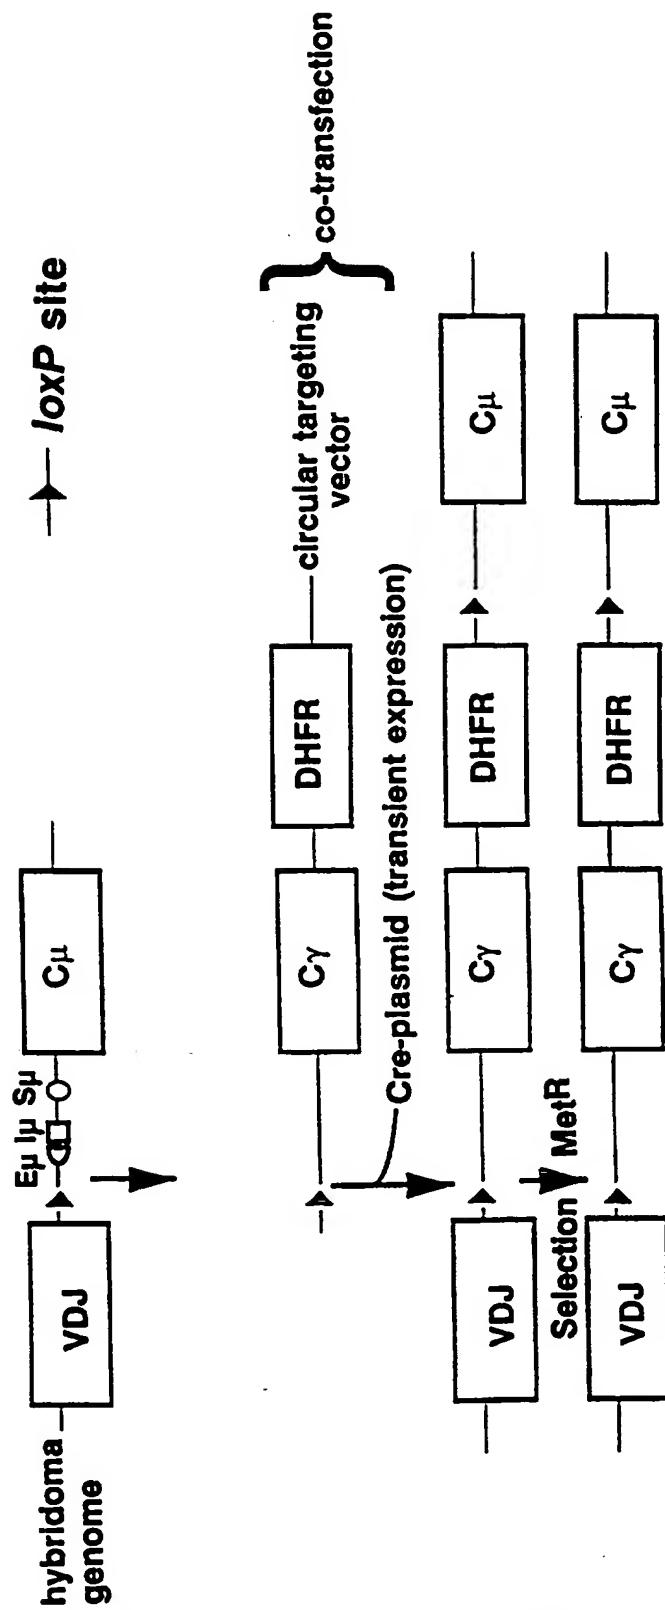 loxP site
hybridoma
genome
VDJ
Eμ Iμ Sμ
Cμ
Cγ
DHFR
circular targeting
vector
co-transfection
Cre-plasmid (transient expression)
VDJ
Cγ
DHFR
Cμ
Selection MetR
VDJ
Cγ
DHFR
Cμ